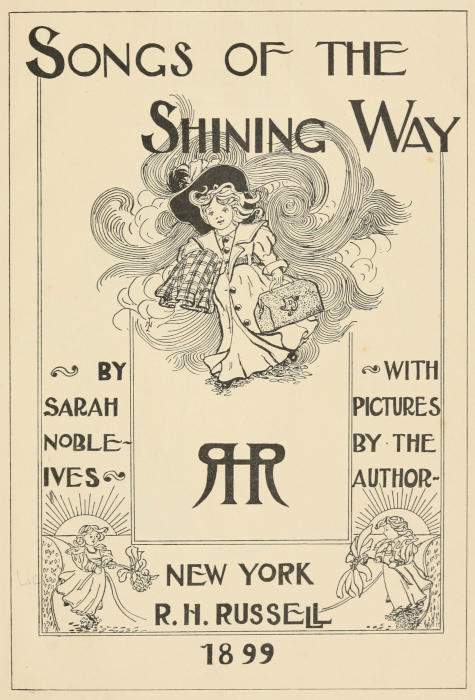 SONGS OF THE
SHINING WAY
~ BY
SARAH
NOBLE-
IVES~
~WITH
PICTURES
BY · THE
AUTHOR-
RHR
NEW YORK
R. H. RUSSELL
1899